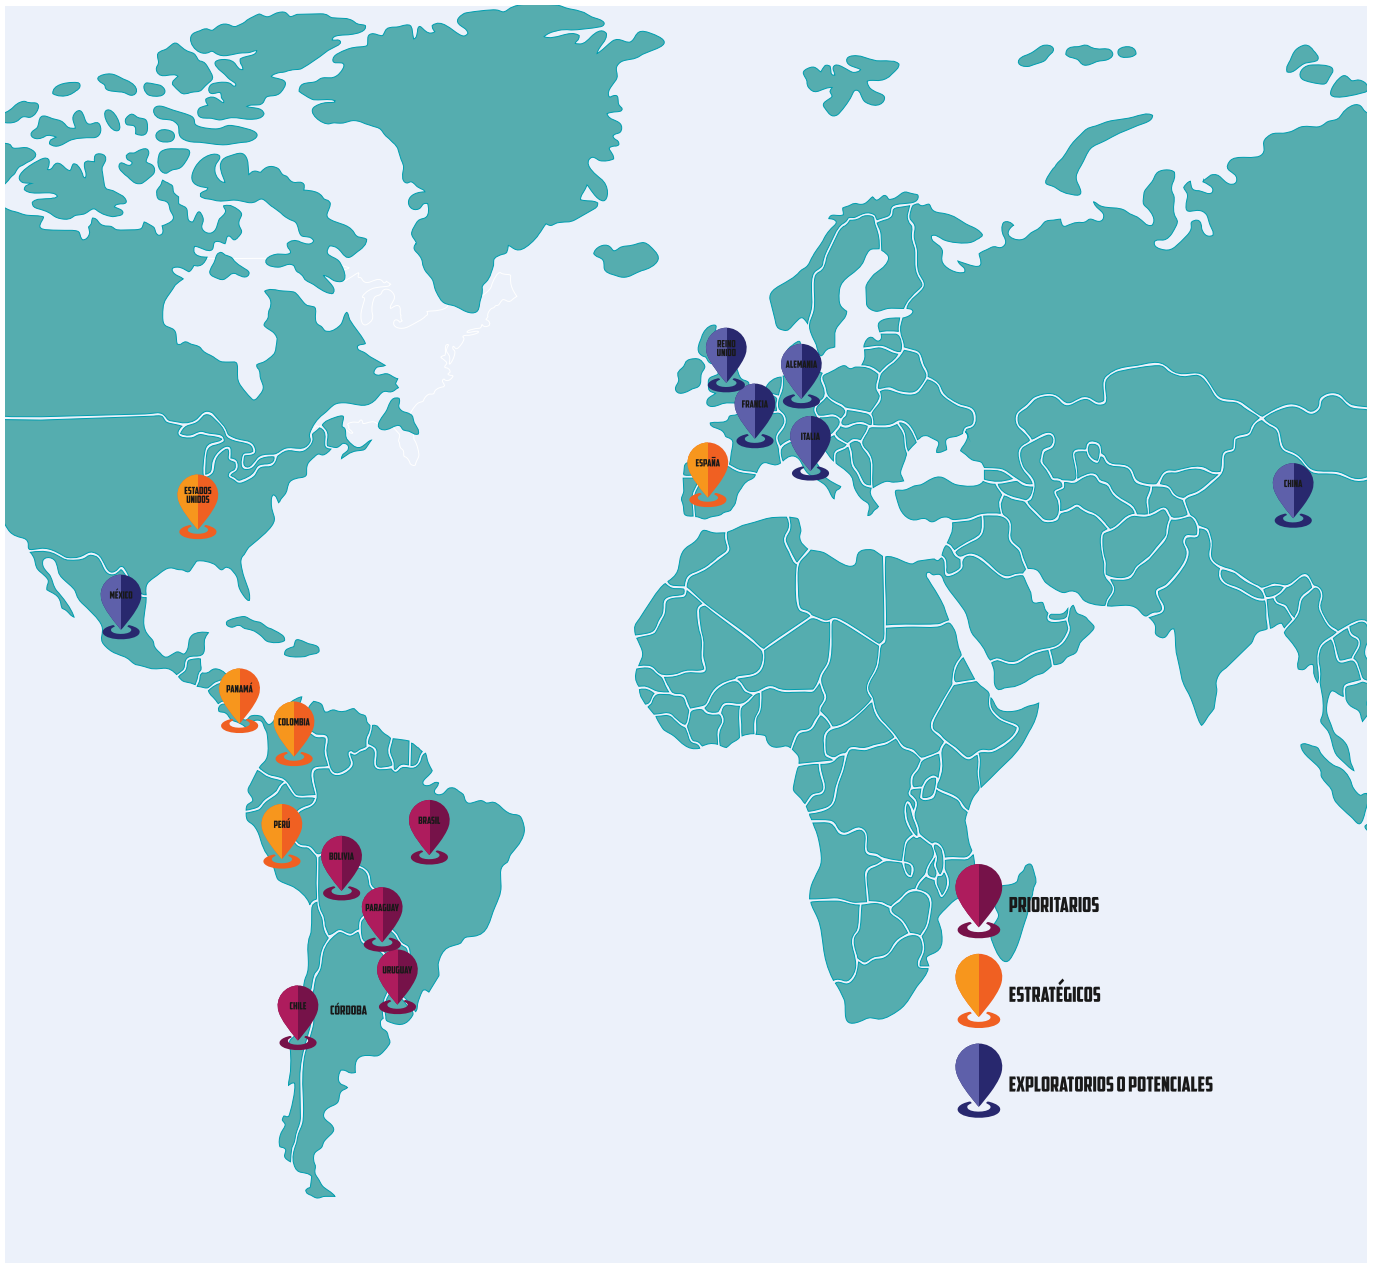 REINO
UNIDO
ALEMANIA
FRANCIA
ITALIA
ESPAÑA
CHINA
ESTADOS
UNIDOS
MÉXICO
PANAMÁ
COLOMBIA
PERÚ
BRASIL
BOLIVIA
PARAGUAY
URUGUAY
CHILE
CÓRDOBA
PRIORITARIOS
ESTRATÉGICOS
EXPLORATORIOS O POTENCIALES